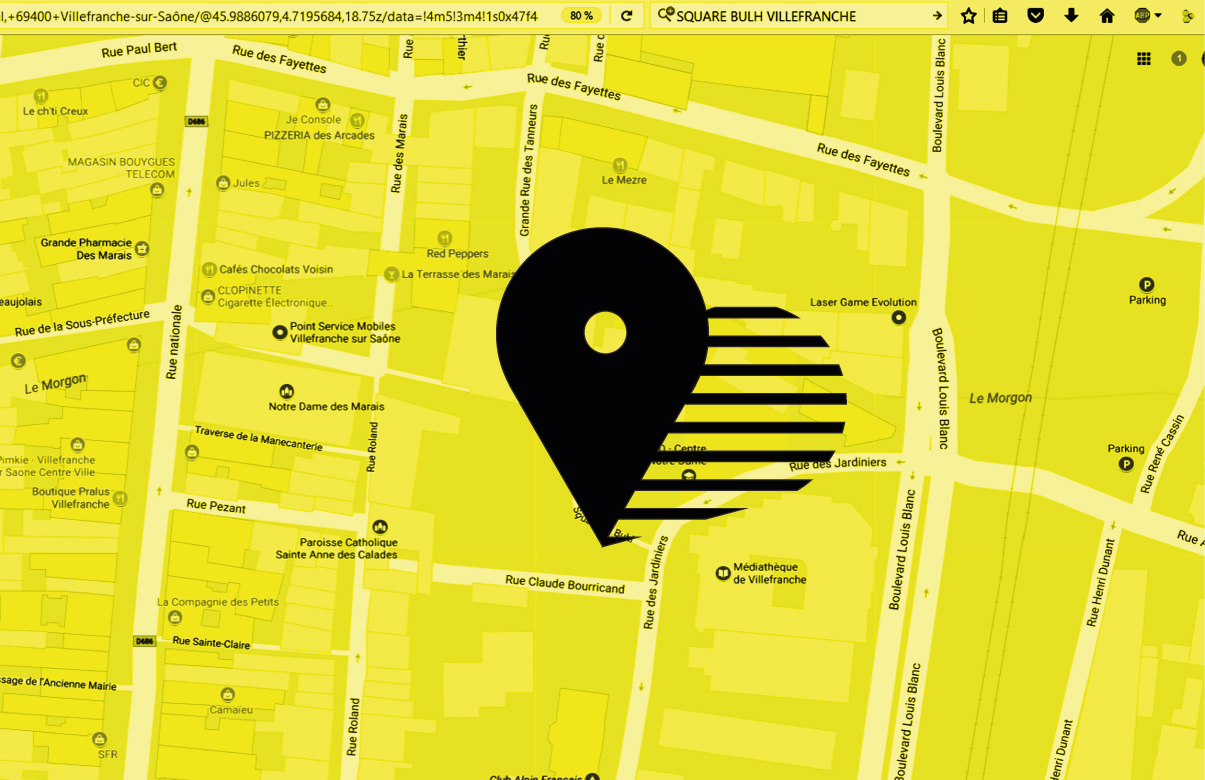 l,+69400+Villefranche-sur-Saône/@45.9886079,4.7195684,18.75z/data=!4m5!3m4!1s0x47f4
80 %
SQUARE BULH VILLEFRANCHE
ABP
1
Rue Paul Bert
Rue des Fayettes
Rue
thier
Rue
Rue c
Rue des Fayettes
Boulevard Louis Blanc
CIC
Le ch'ti Creux
D686
Je Console
PIZZERIA des Arcades
Rue des Marais
Grande Rue des Tanneurs
Rue des Fayettes
MAGASIN BOUYGUES
TELECOM
Jules
Le Mezre
Grande Pharmacie
Des Marais
Red Peppers
Cafés Chocolats Voisin
La Terrasse des Marais
CLOPINETTE
Cigarette Électronique...
eaujolais
Laser Game Evolution
Parking
Rue de la Sous-Préfecture
Rue nationale
Point Service Mobiles
Villefranche sur Saône
Boulevard Louis Blanc
Le Morgon
Notre Dame des Marais
Le Morgon
Traverse de la Manecanterie
Rue Roland
Pimkie · Villefranche
r Saone Centre Ville
Centre
Rue des Jardiniers
Parking
Rue René Cassin
Boutique Pralus
Villefranche
Rue Pezant
Paroisse Catholique
Sainte Anne des Calades
Boulevard Louis Blanc
Rue Henri Dunant
Rue A
Rue Claude Bourricand
Rue des Jardiniers
Médiathèque
de Villefranche
La Compagnie des Petits
D686
Rue Sainte-Claire
ssage de l'Ancienne Mairie
Camaïeu
Rue Roland
Boulevard Louis Blanc
enri Dunant
SFR
Club Alpin Français